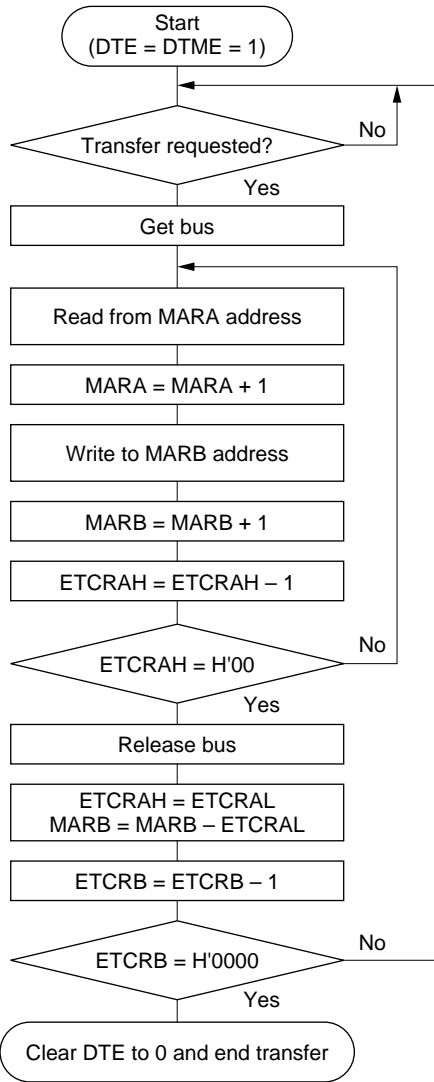 Start
(DTE = DTME = 1)
Transfer requested?
No
Yes
Get bus
Read from MARA address
MARA = MARA + 1
Write to MARB address
MARB = MARB + 1
ETCRAH = ETCRAH – 1
ETCRAH = H'00
No
Yes
Release bus
ETCRAH = ETCRAL
MARB = MARB – ETCRAL
ETCRB = ETCRB – 1
ETCRB = H'0000
No
Yes
Clear DTE to 0 and end transfer